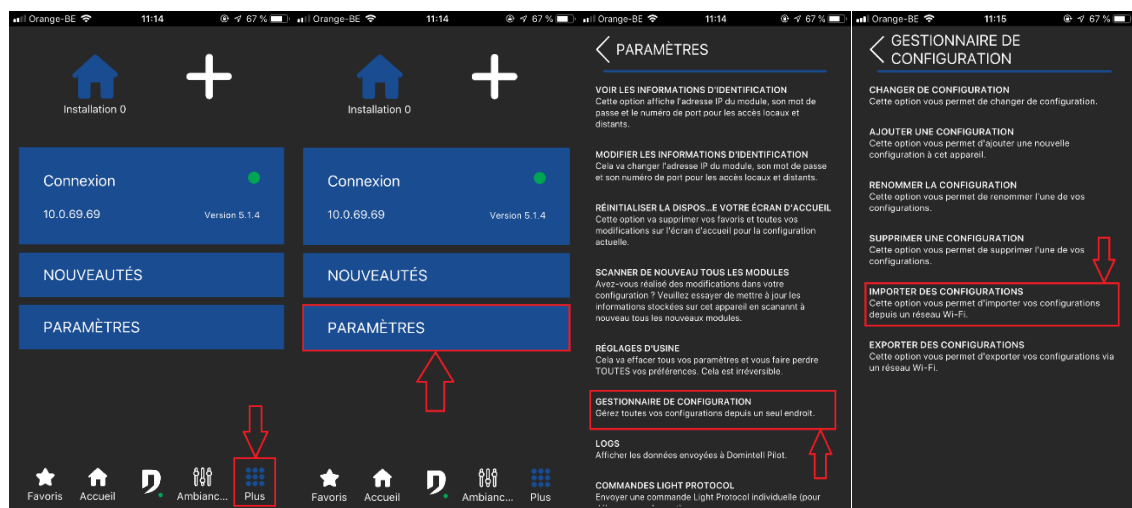 Orange-BE 11:14 67 %
Installation 0
Connexion
10.0.69.69 Version 5.1.4
NOUVEAUTÉS
PARAMÈTRES
Favoris Accueil Ambianc... Plus
Orange-BE 11:14 67 %
Installation 0
Connexion
10.0.69.69 Version 5.1.4
NOUVEAUTÉS
PARAMÈTRES
Favoris Accueil Ambianc... Plus
Orange-BE 11:14 67 %
PARAMÈTRES
VOIR LES INFORMATIONS D'IDENTIFICATION
Cette option affiche l'adresse IP du module, son mot de
passe et le numéro de port pour les accès locaux et
distants.
MODIFIER LES INFORMATIONS D'IDENTIFICATION
Cela va changer l'adresse IP du module, son mot de passe
et son numéro de port pour les accès locaux et distants.
RÉINITIALISER LA DISPOS...E VOTRE ÉCRAN D'ACCUEIL
Cette option va supprimer vos favoris et toutes vos
modifications sur l'écran d'accueil pour la configuration
actuelle.
SCANNER DE NOUVEAU TOUS LES MODULES
Avez-vous réalisé des modifications dans votre
configuration ? Veuillez essayer de mettre à jour les
informations stockées sur cet appareil en scanannt à
nouveau tous les nouveaux modules.
RÉGLAGES D'USINE
Cela va effacer tous vos paramètres et vous faire perdre
TOUTES vos préférences. Cela est irréversible.
GESTIONNAIRE DE CONFIGURATION
Gérez toutes vos configurations depuis un seul endroit.
LOGS
Afficher les données envoyées à Domintell Pilot.
COMMANDES LIGHT PROTOCOL
Envoyer une commande Light Protocol individuelle (pour
Orange-BE 11:15 67 %
GESTIONNAIRE DE
CONFIGURATION
CHANGER DE CONFIGURATION
Cette option vous permet de changer de configuration.
AJOUTER UNE CONFIGURATION
Cette option vous permet d'ajouter une nouvelle
configuration à cet appareil.
RENOMMER LA CONFIGURATION
Cette option vous permet de renommer l'une de vos
configurations.
SUPPRIMER UNE CONFIGURATION
Cette option vous permet de supprimer l'une de vos
configurations.
IMPORTER DES CONFIGURATIONS
Cette option vous permet d'importer vos configurations
depuis un réseau Wi-Fi.
EXPORTER DES CONFIGURATIONS
Cette option vous permet d'exporter vos configurations via
un réseau Wi-Fi.